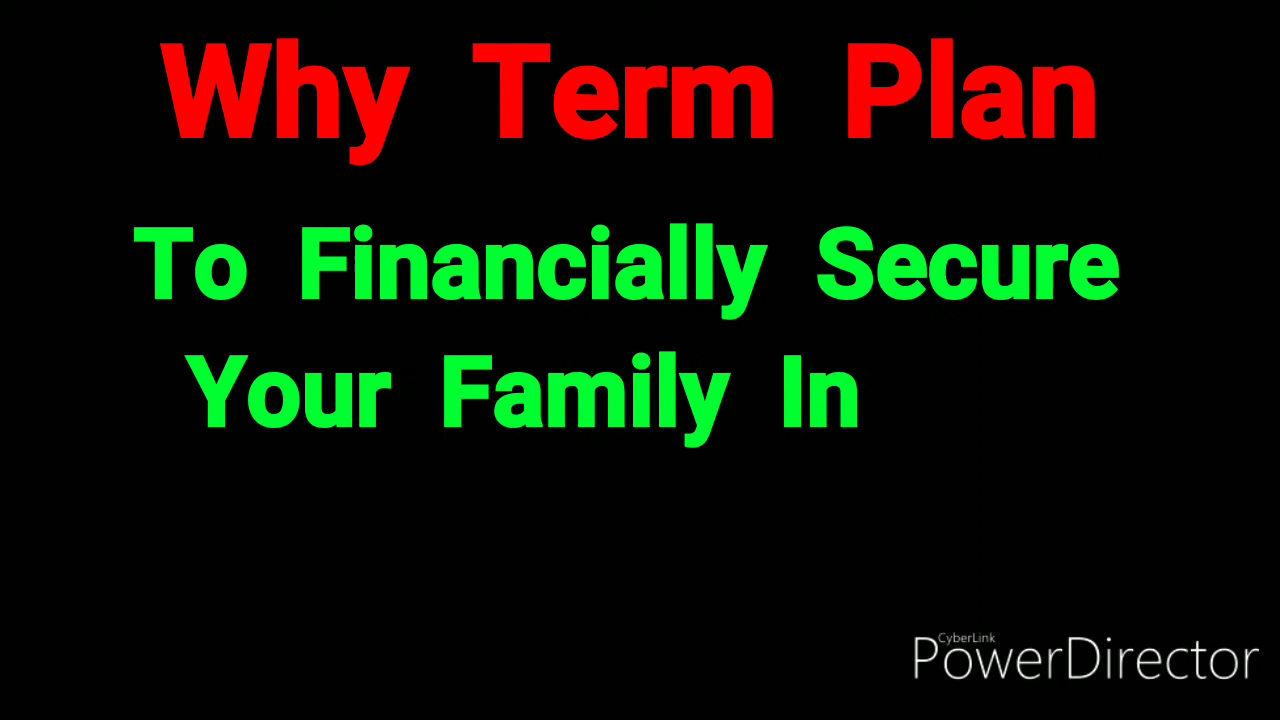 Why Term Plan
To Financially Secure
Your Family In
CyberLink
PowerDirector